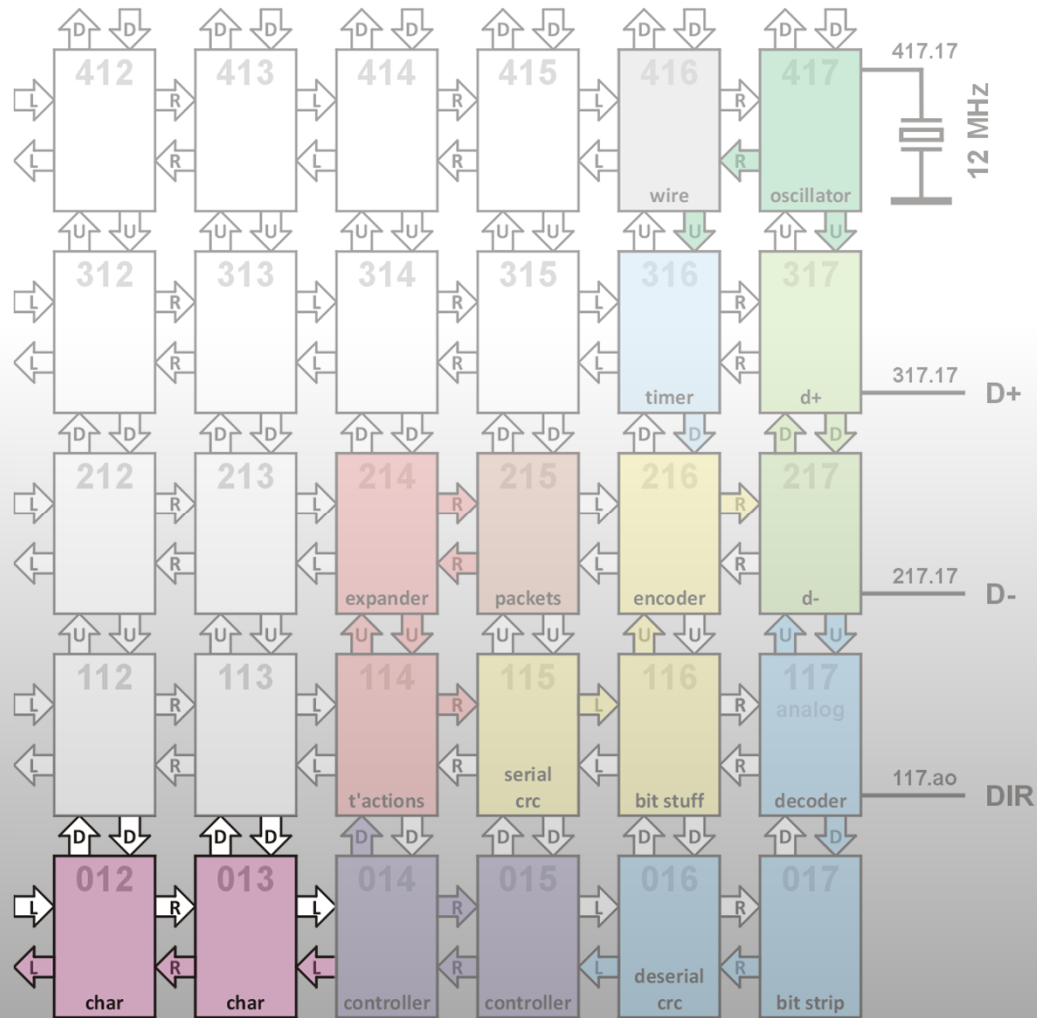 D D D D D D D D D D D D
412 413 414 415 416 417
417.17
L R L R L R
12 MHz
L R L R L R
wire oscillator
U U U U U U U U U U U U
312 313 314 315 316 317
L R L R L R
L R L R L R
317.17
D+
timer d+
D D D D D D D D D D D D
212 213 214 215 216 217
L R L R L R
L R L R L R
217.17
D-
expander packets encoder d-
U U U U U U U U U U U U
112 113 114 115 116 117
analog
L R L R L R
L R L R L R
117.ao
DIR
t'actions serial crc bit stuff decoder
D D D D D D D D D D D D
012 013 014 015 016 017
L R L R L R
L R L R L R
char char controller controller deserial crc bit strip